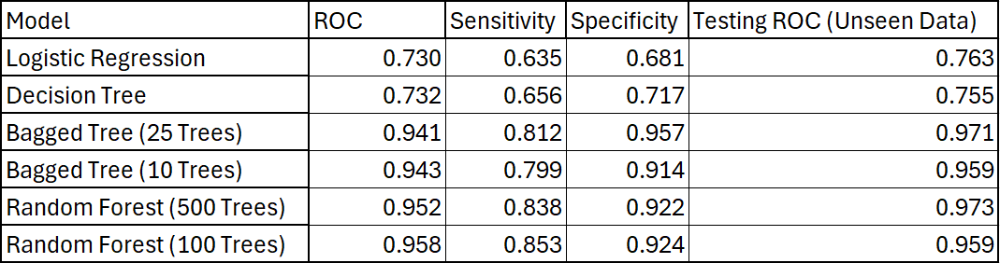 Model ROC Sensitivity Specificity Testing ROC (Unseen Data)
Logistic Regression 0.730 0.635 0.681 0.763
Decision Tree 0.732 0.656 0.717 0.755
Bagged Tree (25 Trees) 0.941 0.812 0.957 0.971
Bagged Tree (10 Trees) 0.943 0.799 0.914 0.959
Random Forest (500 Trees) 0.952 0.838 0.922 0.973
Random Forest (100 Trees) 0.958 0.853 0.924 0.959